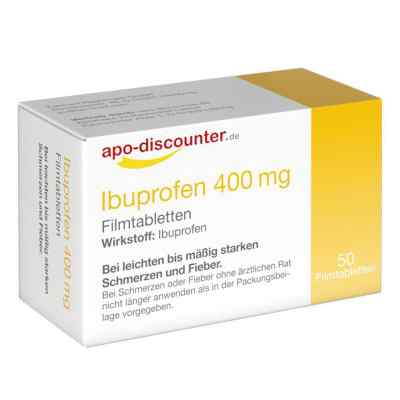 apo-discounter.de
Ibuprofen 400 mg
Filmtabletten
Wirkstoff: Ibuprofen
Bei leichten bis mäßig starken
Schmerzen und Fieber.
Bei Schmerzen oder Fieber ohne ärztlichen Rat
nicht länger anwenden als in der Packungsbei-
lage vorgegeben.
50
Filmtabletten
Ibuprofen 400 mg
Filmtabletten
Bei leichten bis mäßig starken
Schmerzen und Fieber.